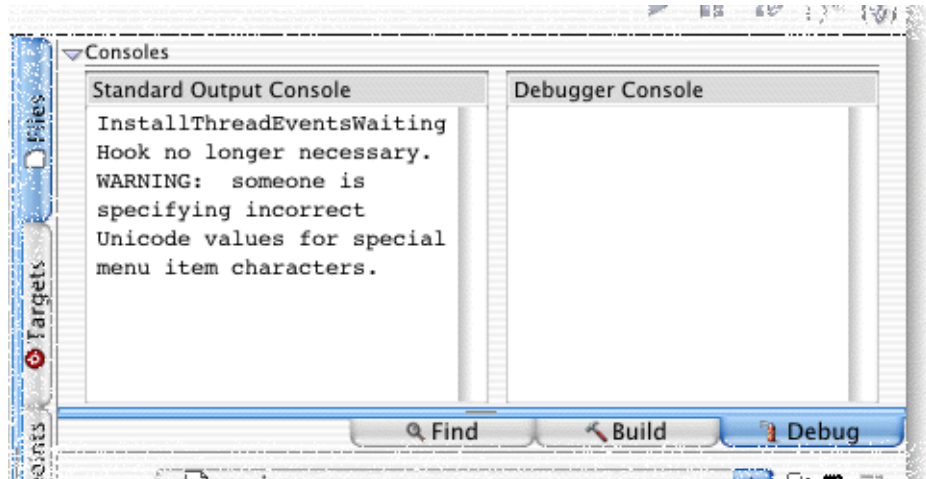 Consoles
Standard Output Console
InstallThreadEventsWaiting
Hook no longer necessary.
WARNING:  someone is
specifying incorrect
Unicode values for special
menu item characters.
Debugger Console
Files
Targets
Find
Build
Debug